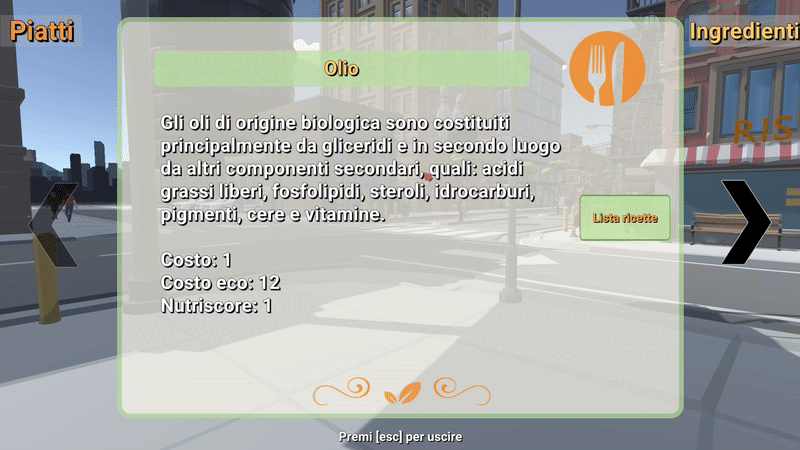 Piatti
Ingredienti
Olio
Gli oli di origine biologica sono costituiti
principalmente da gliceridi e in secondo luogo
da altri componenti secondari, quali: acidi
grassi liberi, fosfolipidi, steroli, idrocarburi,
pigmenti, cere e vitamine.
Lista ricette
Costo: 1
Costo eco: 12
Nutriscore: 1
Premi [esc] per uscire
RIS